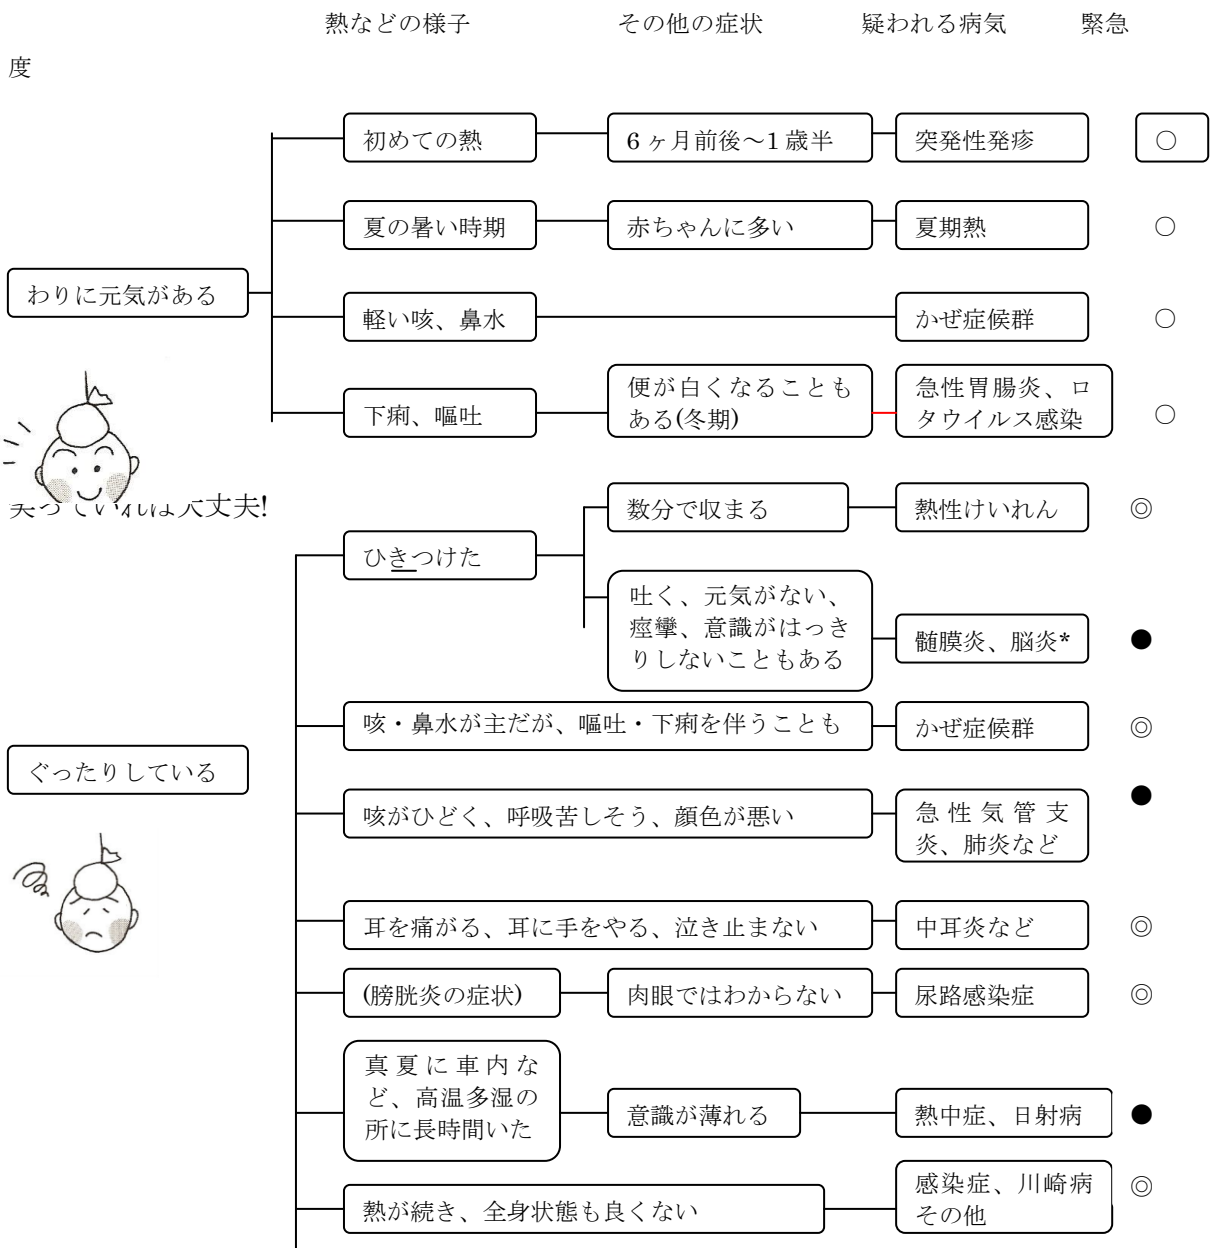 熱などの様子 その他の症状 疑われる病気 緊急
度
初めての熱 6ヶ月前後～1歳半 突発性発疹 ○
夏の暑い時期 赤ちゃんに多い 夏期熱 ○
わりに元気がある
軽い咳、鼻水 かぜ症候群 ○
下痢、嘔吐
便が白くなることも
ある(冬期)
急性胃腸炎、ロ
タウイルス感染
○
丈夫!
ひきつけた
数分で収まる 熱性けいれん ◎
吐く、元気がない、
痙攣、意識がはっき
りしないこともある
髄膜炎、脳炎* ●
咳・鼻水が主だが、嘔吐・下痢を伴うことも かぜ症候群 ◎
ぐったりしている
咳がひどく、呼吸苦しそう、顔色が悪い
急性気管支
炎、肺炎など
●
耳を痛がる、耳に手をやる、泣き止まない 中耳炎など ◎
(膀胱炎の症状) 肉眼ではわからない 尿路感染症 ◎
真夏に車内な
ど、高温多湿の
所に長時間いた
意識が薄れる 熱中症、日射病 ●
熱が続き、全身状態も良くない
感染症、川崎病
その他
◎